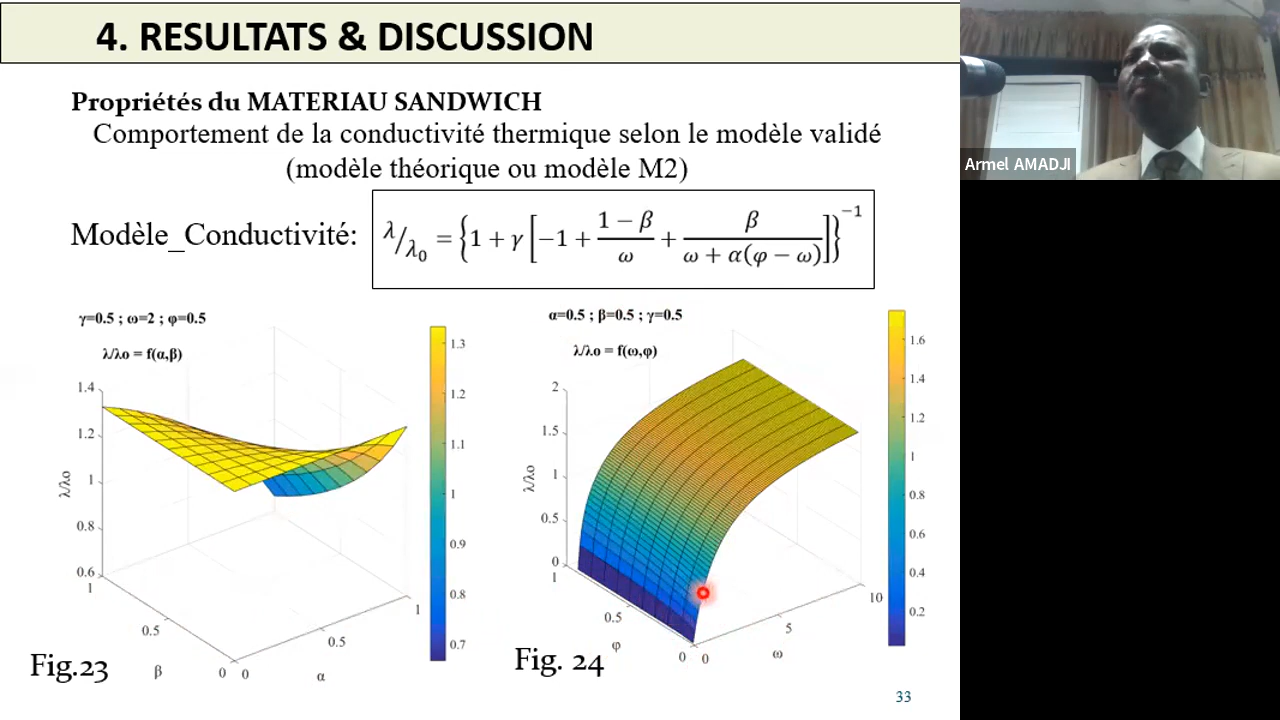 4. RESULTATS & DISCUSSION
Propriétés du MATERIAU SANDWICH
Comportement de la conductivité thermique selon le modèle validé
(modèle théorique ou modèle M2)
Modèle_Conductivité: λ/λ₀ = {1 + γ [−1 + (1 − β)/ω + β/(ω + α(φ − ω))]}⁻¹
γ=0.5 ; ω=2 ; φ=0.5
λ/λo = f(α,β)
1.4
1.2
1
0.8
0.6
λ/λo
1
0.5
0
β
0
0.5
1
α
1.3
1.2
1.1
1
0.9
0.8
0.7
Fig.23
α=0.5 ; β=0.5 ; γ=0.5
λ/λo = f(ω,φ)
2
1.5
1
0.5
0
λ/λo
1
0.5
0
φ
0
5
10
ω
1.6
1.4
1.2
1
0.8
0.6
0.4
0.2
Fig. 24
33
Armel AMADJI